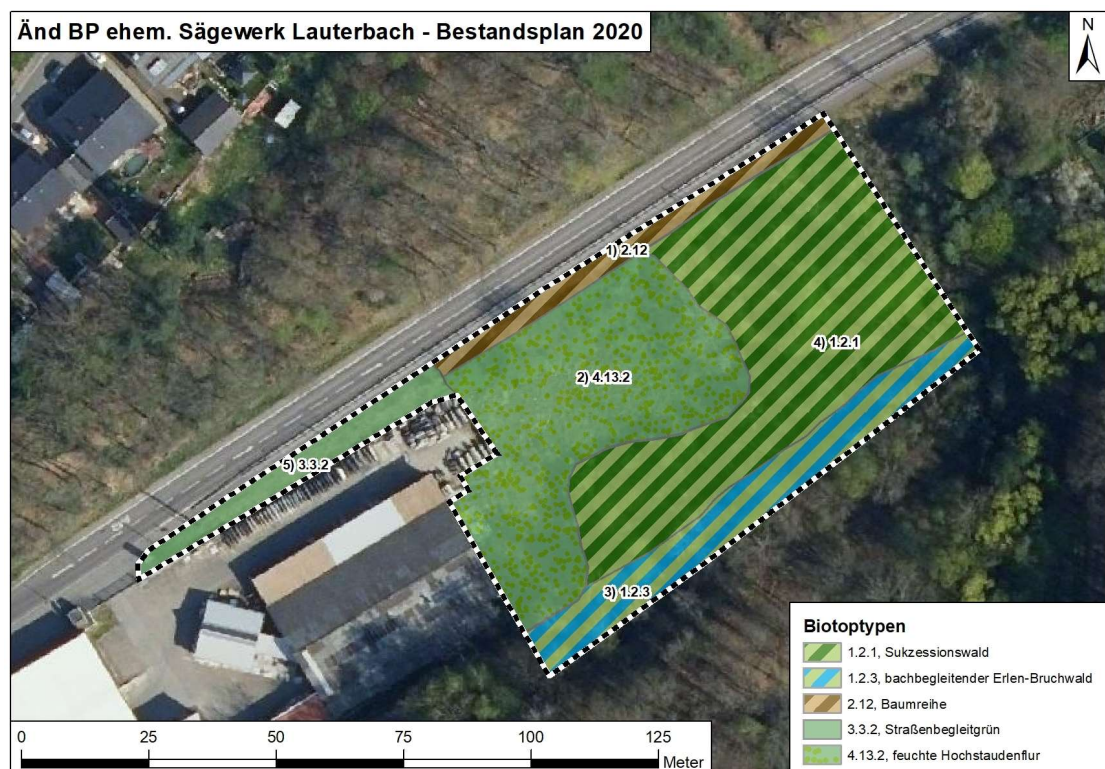 Änd BP ehem. Sägewerk Lauterbach - Bestandsplan 2020
N
1) 2.12
4) 1.2.1
2) 4.13.2
5) 3.3.2
3) 1.2.3
Biotoptypen
1.2.1, Sukzessionswald
1.2.3, bachbegleitender Erlen-Bruchwald
2.12, Baumreihe
3.3.2, Straßenbegleitgrün
4.13.2, feuchte Hochstaudenflur
0 25 50 75 100 125
Meter